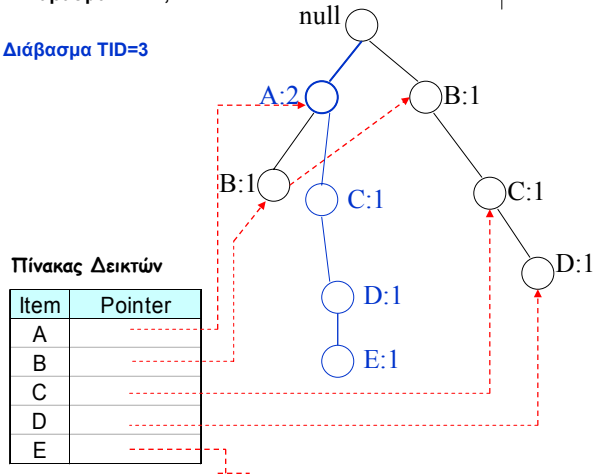 Διάβασμα TID=3
null
A:2
B:1
B:1
C:1
C:1
D:1
D:1
E:1
Πίνακας Δεικτών
Item Pointer
A
B
C
D
E